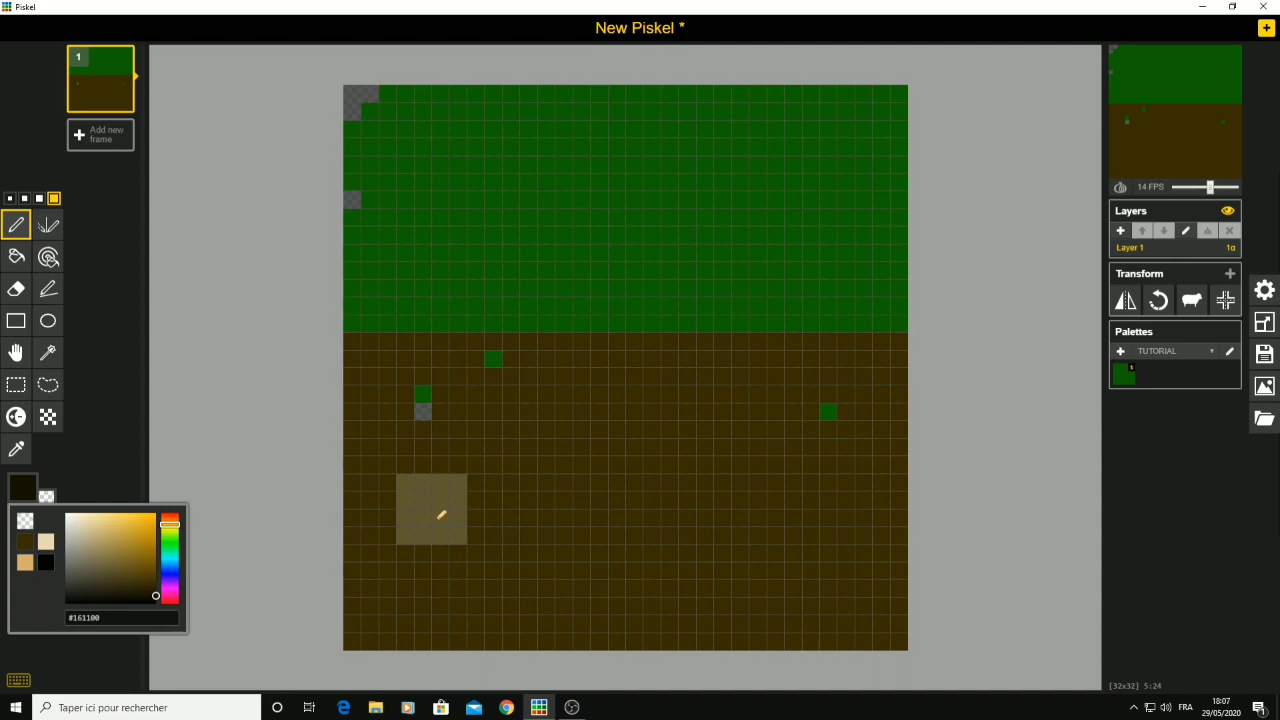 Piskel
New Piskel *
1
Add new
frame
14 FPS
Layers
Layer 1
1α
Transform
Palettes
TUTORIAL
1
#161100
[32x32] 5:24
Taper ici pour rechercher
FRA
18:07
29/05/2020
1